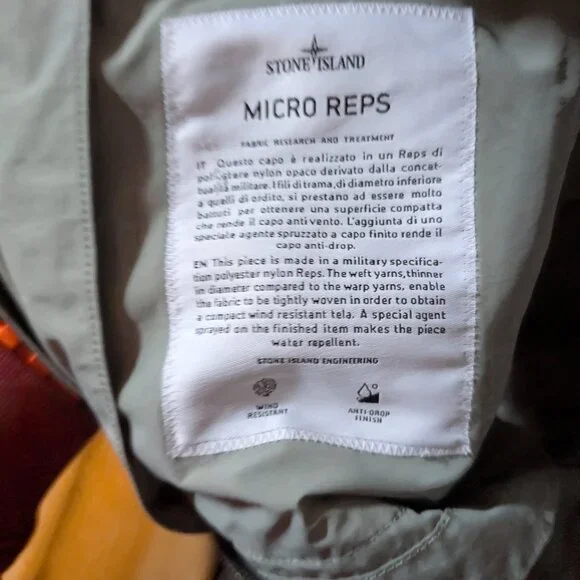 STONE ISLAND
MICRO REPS
FABRIC RESEARCH AND TREATMENT
IT Questo capo è realizzato in un Reps di
poliestere nylon opaco derivato dalla concet-
tualità militare. I fili di trama, di diametro inferiore
a quelli di ordito, si prestano ad essere molto
battuti per ottenere una superficie compatta
che rende il capo antivento. L'aggiunta di uno
speciale agente spruzzato a capo finito rende il
capo anti-drop.
EN This piece is made in a military specifica-
tion polyester nylon Reps. The weft yarns, thinner
in diameter compared to the warp yarns, enable
the fabric to be tightly woven in order to obtain
a compact wind resistant tela. A special agent
sprayed on the finished item makes the piece
water repellent.
STONE ISLAND ENGINEERING
WIND
RESISTANT
ANTI-DROP
FINISH